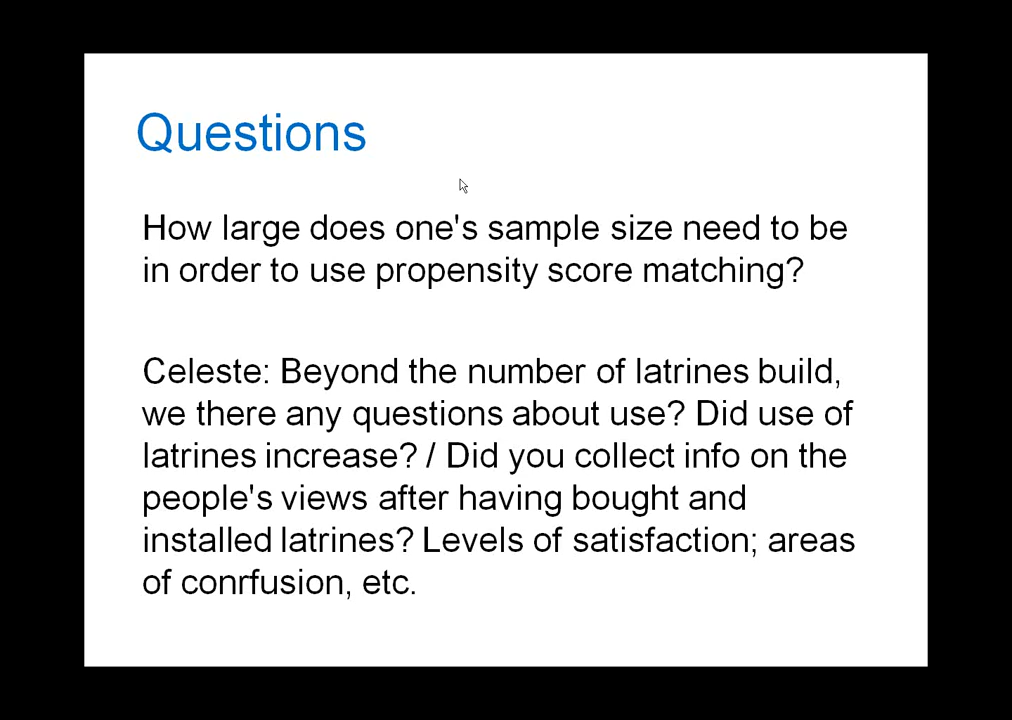 Questions
How large does one's sample size need to be
in order to use propensity score matching?
Celeste: Beyond the number of latrines build,
we there any questions about use? Did use of
latrines increase? / Did you collect info on the
people's views after having bought and
installed latrines? Levels of satisfaction; areas
of conrfusion, etc.